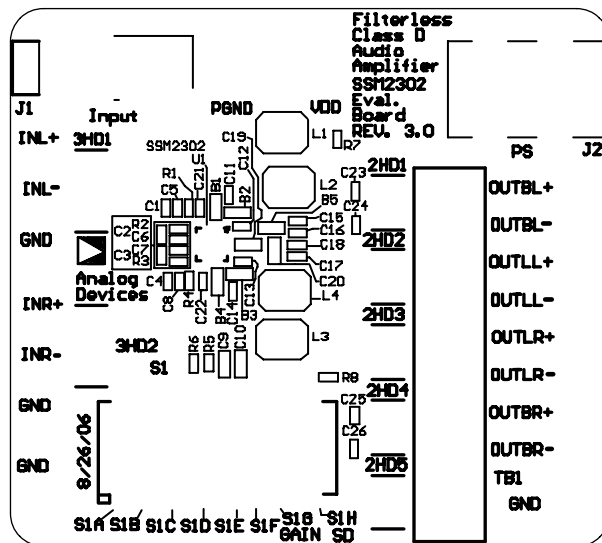 Filterless
Class D
Audio
Amplifier
SSM2302
Eval.
Board
REV. 3.0
J1
Input
PGND
VDD
INL+
3HD1
SSM2302
U1
C19
C12
L1
R7
PS
J2
R1
C5
C21
B1
C11
B2
L2
2HD1
C23
OUTBL+
INL-
C1
B5
C15
C16
C24
OUTBL-
GND
R2
C2
C6
C7
C3
R3
C18
C17
2HD2
OUTLL+
Analog
Devices
C4
C8
R4
C22
B4
C14
C13
B3
C20
L4
OUTLL-
INR+
2HD3
OUTLR+
3HD2
S1
R6
R5
C9
C10
L3
INR-
R8
OUTLR-
2HD4
GND
C25
OUTBR+
8/26/06
C26
OUTBR-
GND
2HD5
TB1
GND
S1A
S1B
S1C
S1D
S1E
S1F
S1G
S1H
GAIN
SD